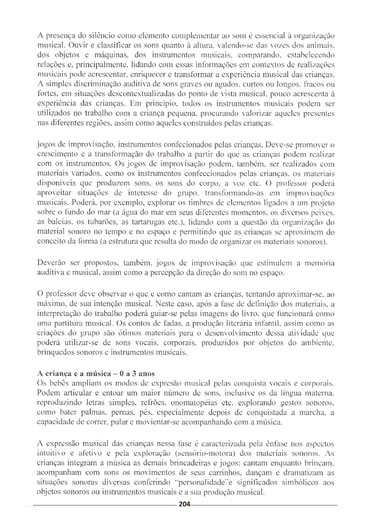 A presença do silêncio como elemento complementar ao som é essencial à organização
musical. Ouvir e classificar os sons quanto à altura, valendo-se das vozes dos animais,
dos objetos e máquinas, dos instrumentos musicais, comparando, estabelecendo
relações e, principalmente, lidando com essas informações em contextos de realizações
musicais pode acrescentar, enriquecer e transformar a experiência musical das crianças.
A simples discriminação auditiva de sons graves ou agudos, curtos ou longos, fracos ou
fortes, em situações descontextualizadas do ponto de vista musical, pouco acrescenta à
experiência das crianças. Em princípio, todos os instrumentos musicais podem ser
utilizados no trabalho com a criança pequena, procurando valorizar aqueles presentes
nas diferentes regiões, assim como aqueles construídos pelas crianças.
jogos de improvisação, instrumentos confeccionados pelas crianças. Deve-se promover o
crescimento e a transformação do trabalho a partir do que as crianças podem realizar
com os instrumentos. Os jogos de improvisação podem, também, ser realizados com
materiais variados, como os instrumentos confeccionados pelas crianças, os materiais
disponíveis que produzem sons, os sons do corpo, a voz etc. O professor poderá
aproveitar situações de interesse do grupo, transformando-as em improvisações
musicais. Poderá, por exemplo, explorar os timbres de elementos ligados a um projeto
sobre o fundo do mar (a água do mar em seus diferentes momentos, os diversos peixes,
as baleias, os tubarões, as tartarugas etc.), lidando com a questão da organização do
material sonoro no tempo e no espaço e permitindo que as crianças se aproximem do
conceito da forma (a estrutura que resulta do modo de organizar os materiais sonoros).
Deverão ser propostos, também, jogos de improvisação que estimulem a memória
auditiva e musical, assim como a percepção da direção do som no espaço.
O professor deve observar o que e como cantam as crianças, tentando aproximar-se, ao
máximo, de sua intenção musical. Neste caso, após a fase de definição dos materiais, a
interpretação do trabalho poderá guiar-se pelas imagens do livro, que funcionará como
uma partitura musical. Os contos de fadas, a produção literária infantil, assim como as
criações do grupo são ótimos materiais para o desenvolvimento dessa atividade que
poderá utilizar-se de sons vocais, corporais, produzidos por objetos do ambiente,
brinquedos sonoros e instrumentos musicais.
A criança e a música – 0 a 3 anos
Os bebês ampliam os modos de expressão musical pelas conquista vocais e corporais.
Podem articular e entoar um maior número de sons, inclusive os da língua materna,
reproduzindo letras simples, refrões, onomatopéias etc. explorando gestos sonoros,
como bater palmas, pernas, pés, especialmente depois de conquistada a marcha, a
capacidade de correr, pular e movientar-se acompanhando com a música.
A expressão musical das crianças nessa fase é caracterizada pela ênfase nos aspectos
intuitivo e afetivo e pela exploração (sensório-motora) dos materiais sonoros. As
crianças integram a música as demais brincadeiras e jogos: cantam enquanto brincam,
acompanham com sons os movimentos de seus carrinhos, dançam e dramatizam as
situações sonoras diversas conferindo "personalidade"e significados simbólicos aos
objetos sonoros ou instrumentos musicais e a sua produção musical.
204